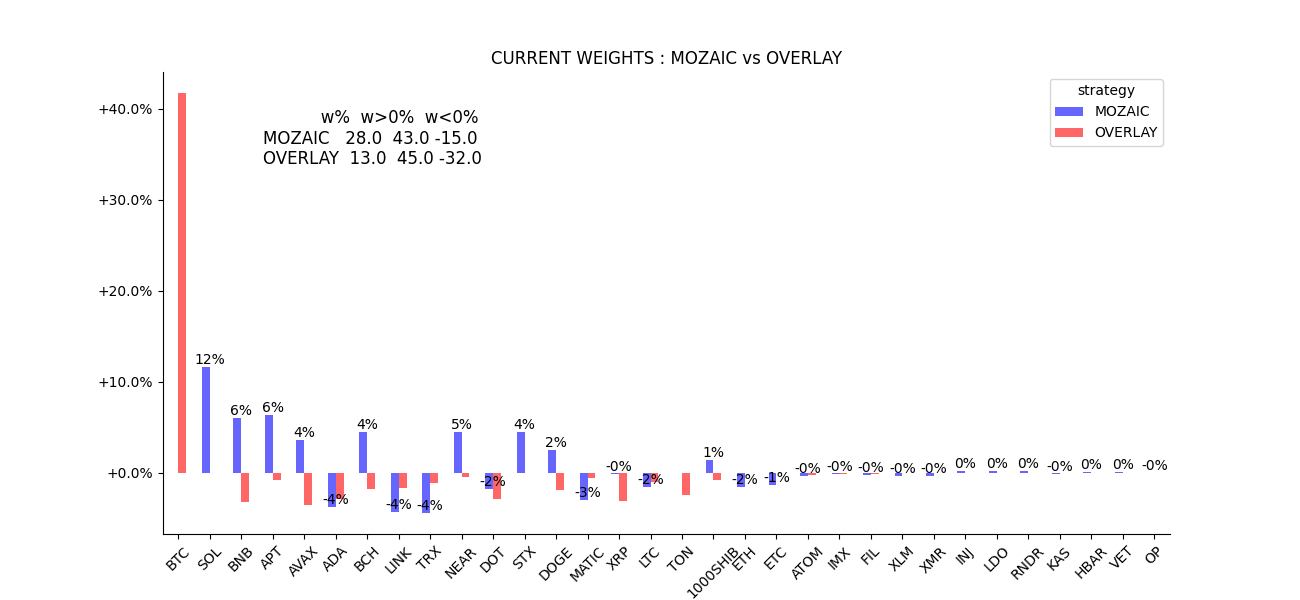 CURRENT WEIGHTS : MOZAIC vs OVERLAY
w% w>0% w<0%
MOZAIC 28.0 43.0 -15.0
OVERLAY 13.0 45.0 -32.0
strategy
MOZAIC
OVERLAY
+40.0%
+30.0%
+20.0%
+10.0%
+0.0%
12%
6%
6%
4%
-4%
4%
-4%
-4%
5%
-2%
4%
2%
-3%
-0%
-2%
1%
-2%
-1%
-0%
-0%
-0%
-0%
-0%
0%
0%
0%
-0%
0%
0%
-0%
BTC
SOL
BNB
APT
AVAX
ADA
BCH
LINK
TRX
NEAR
DOT
STX
DOGE
MATIC
XRP
LTC
TON
1000SHIB
ETH
ETC
ATOM
IMX
FIL
XLM
XMR
INJ
LDO
RNDR
KAS
HBAR
VET
OP